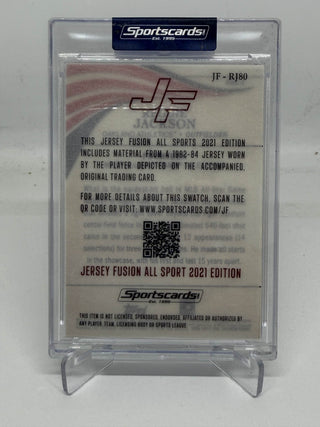 Sportscards
Est. 1995
JF - RJ80
JF
JACKSON
THIS JERSEY FUSION ALL SPORTS 2021 EDITION
INCLUDES MATERIAL FROM A 1982-84 JERSEY WORN
BY THE PLAYER DEPICTED ON THE ACCOMPANIED,
ORIGINAL TRADING CARD.
FOR MORE DETAILS ABOUT THIS SWATCH, SCAN THE
QR CODE OR VISIT: WWW.SPORTSCARDS.COM/JF
JERSEY FUSION ALL SPORT 2021 EDITION
Sportscards
Est. 1995
THIS ITEM IS NOT LICENSED, SPONSORED, ENDORSED, AFFILIATED OR AUTHORIZED BY
ANY PLAYER, TEAM, LICENSING BODY OR SPORTS LEAGUE